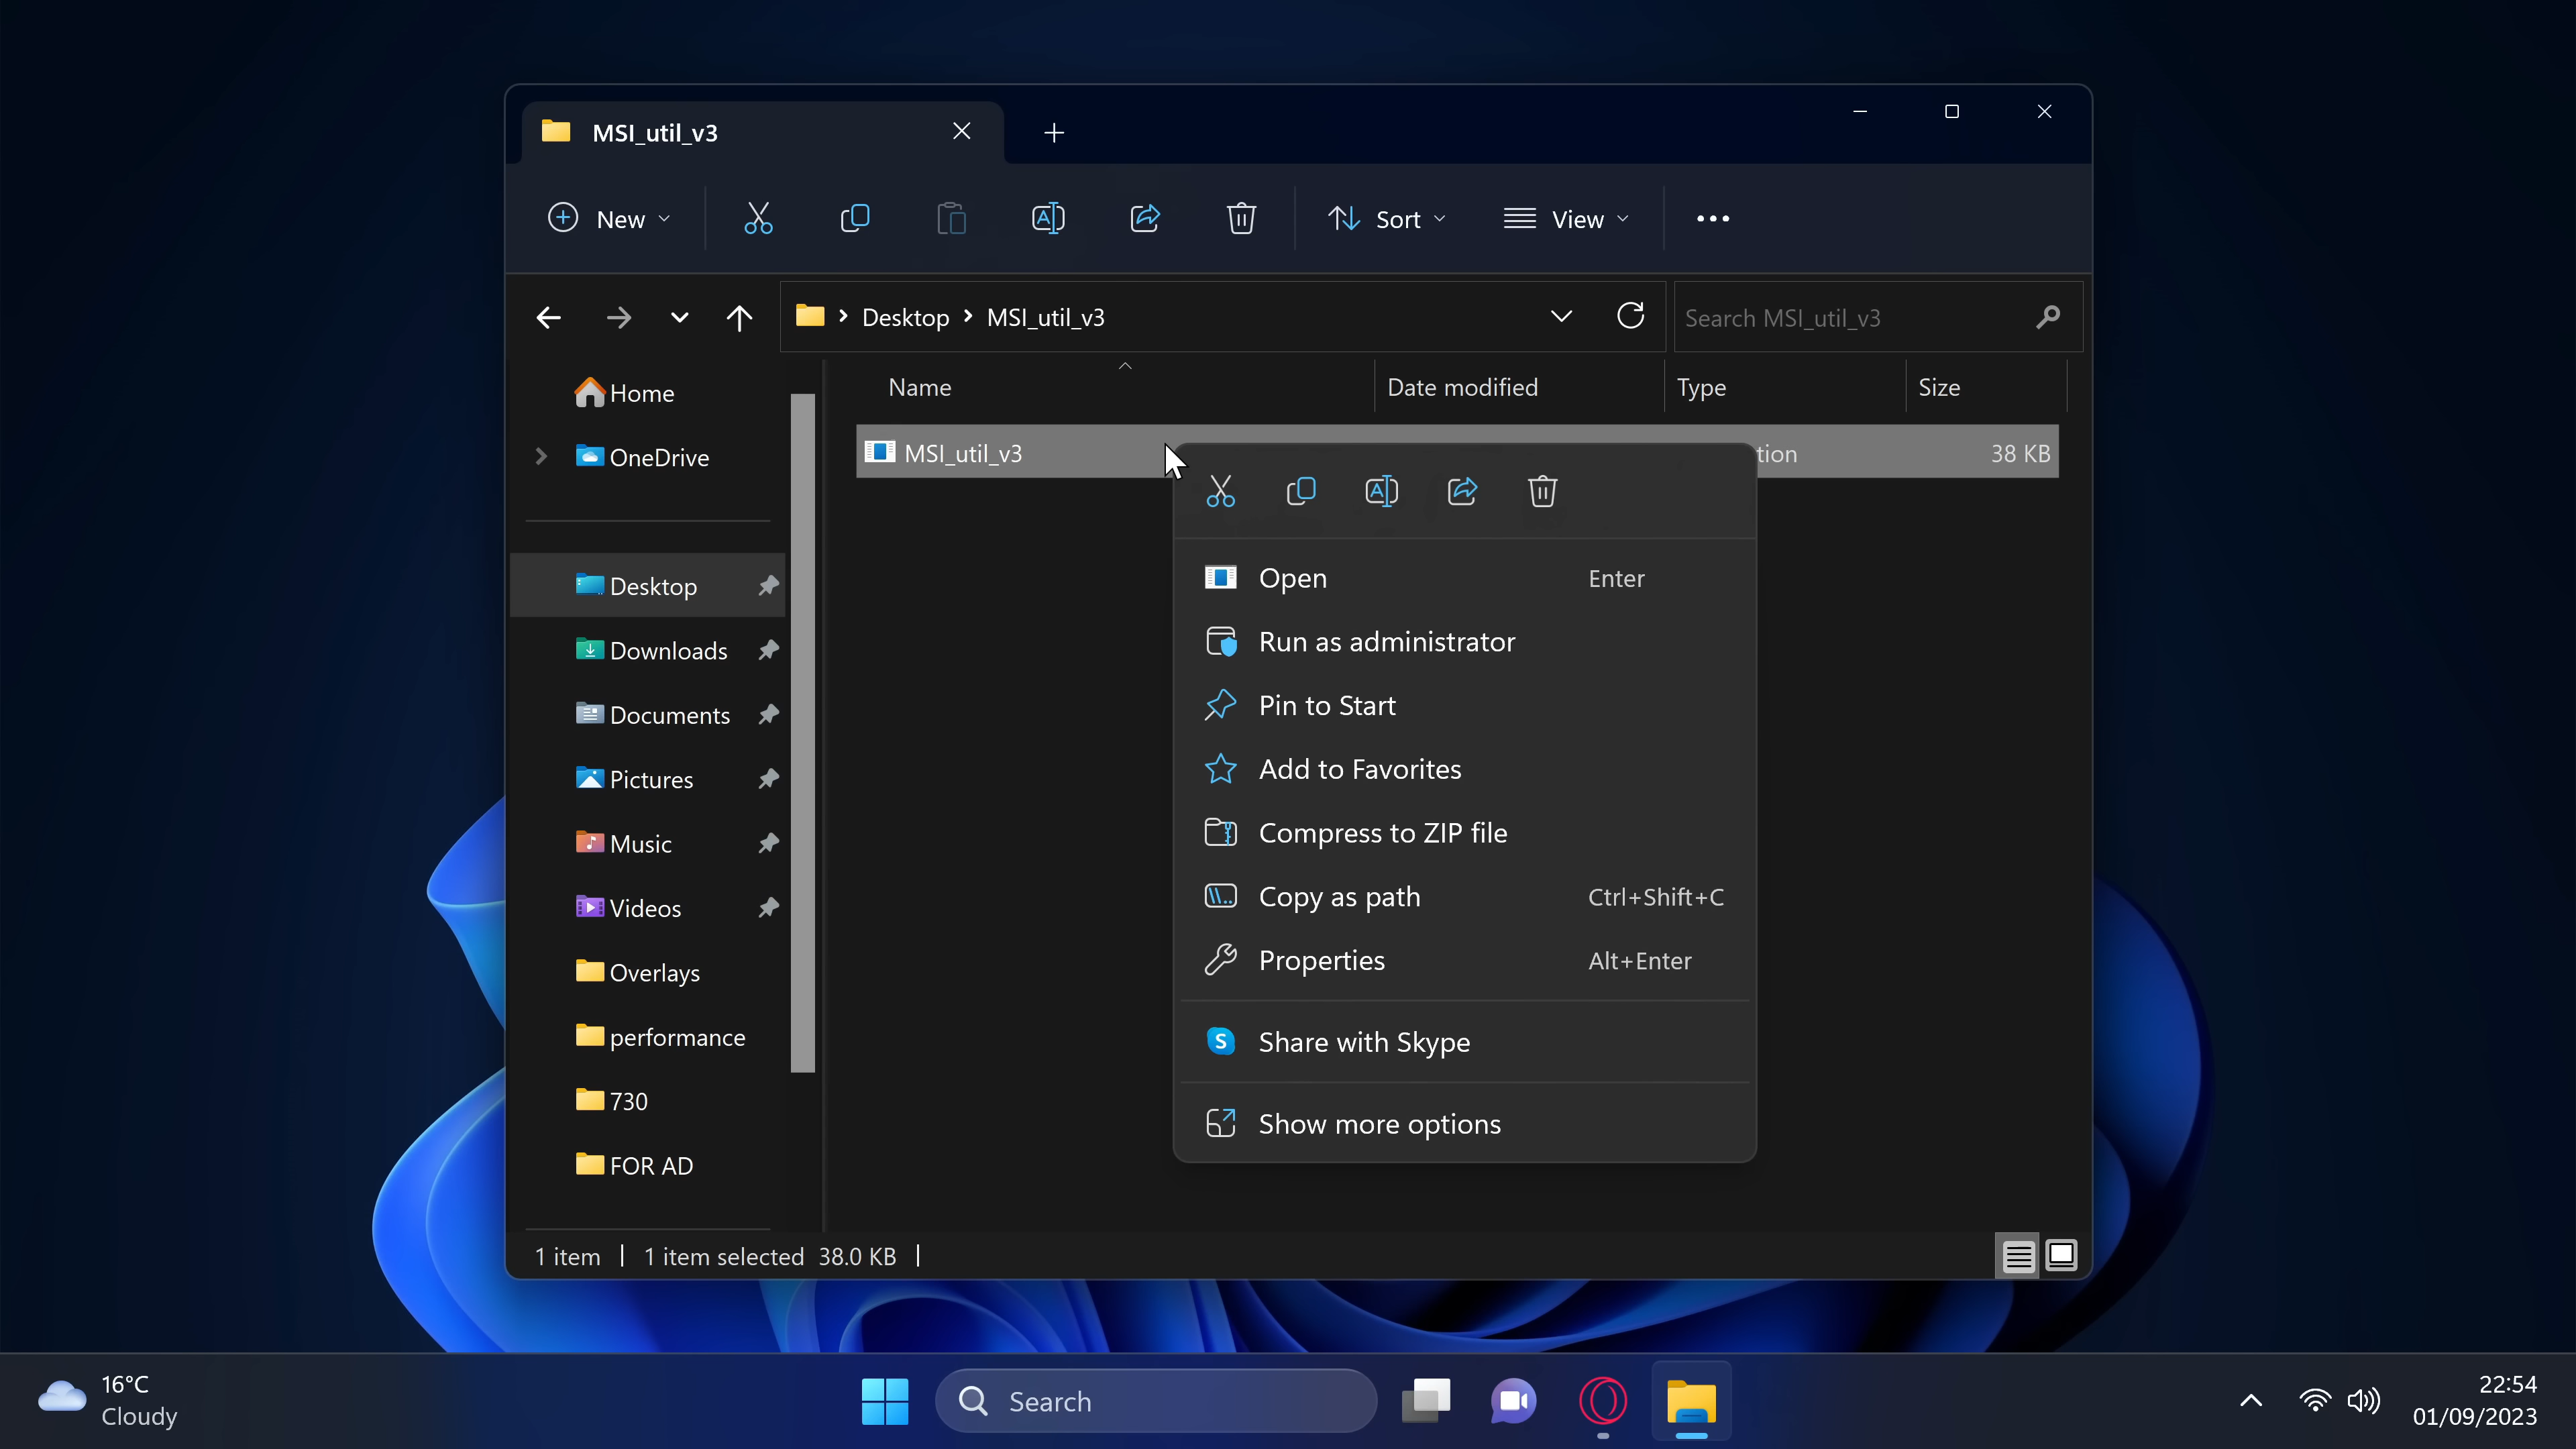 MSI_util_v3
New
Sort
View
Desktop
MSI_util_v3
Search MSI_util_v3
Home
OneDrive
Desktop
Downloads
Documents
Pictures
Music
Videos
Overlays
performance
730
FOR AD
Name
Date modified
Type
Size
MSI_util_v3
tion
38 KB
Open
Enter
Run as administrator
Pin to Start
Add to Favorites
Compress to ZIP file
Copy as path
Ctrl+Shift+C
Properties
Alt+Enter
Share with Skype
Show more options
1 item
1 item selected 38.0 KB
16°C
Cloudy
Search
22:54
01/09/2023